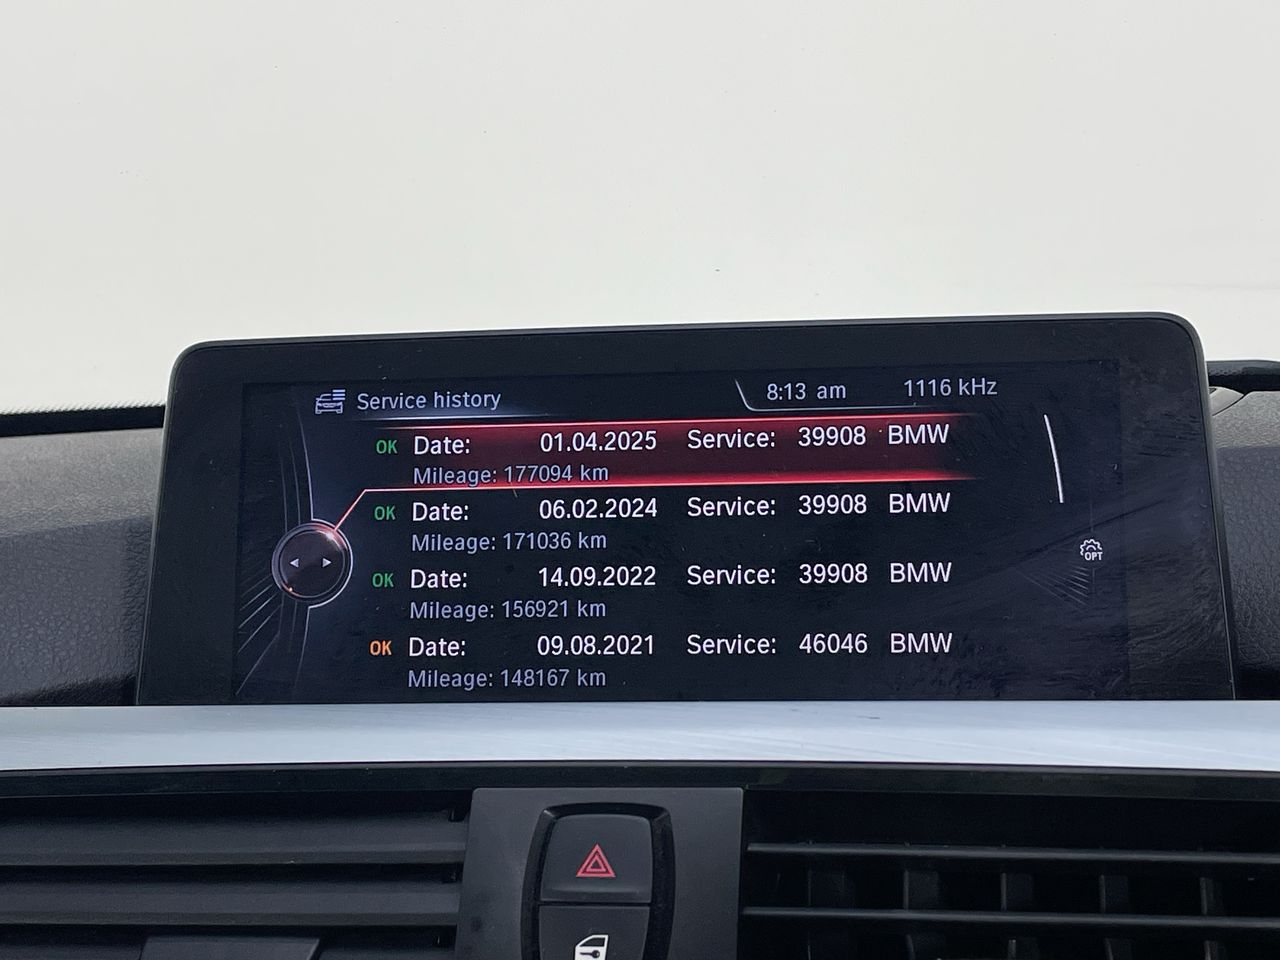 Service history 8:13 am 1116 kHz
OK Date: 01.04.2025 Service: 39908 BMW
Mileage: 177094 km
OK Date: 06.02.2024 Service: 39908 BMW
Mileage: 171036 km
OPT
OK Date: 14.09.2022 Service: 39908 BMW
Mileage: 156921 km
OK Date: 09.08.2021 Service: 46046 BMW
Mileage: 148167 km